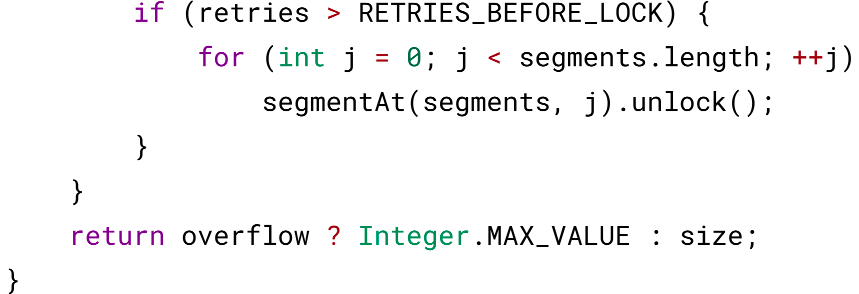 if (retries > RETRIES_BEFORE_LOCK) {
            for (int j = 0; j < segments.length; ++j)
                segmentAt(segments, j).unlock();
        }
    }
    return overflow ? Integer.MAX_VALUE : size;
}